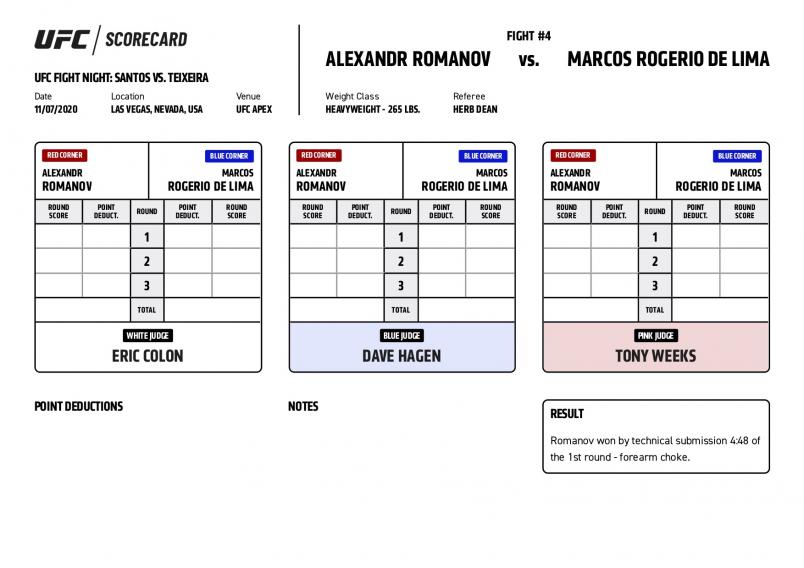 UFC / SCORECARD
UFC FIGHT NIGHT: SANTOS VS. TEIXEIRA
Date Location Venue
11/07/2020 LAS VEGAS, NEVADA, USA UFC APEX
FIGHT #4
ALEXANDR ROMANOV vs. MARCOS ROGERIO DE LIMA
Weight Class Referee
HEAVYWEIGHT - 265 LBS. HERB DEAN
RED CORNER BLUE CORNER
ALEXANDR MARCOS
ROMANOV ROGERIO DE LIMA
ROUND POINT ROUND POINT ROUND
SCORE DEDUCT. DEDUCT. SCORE
1
2
3
TOTAL
WHITE JUDGE
ERIC COLON
RED CORNER BLUE CORNER
ALEXANDR MARCOS
ROMANOV ROGERIO DE LIMA
ROUND POINT ROUND POINT ROUND
SCORE DEDUCT. DEDUCT. SCORE
1
2
3
TOTAL
BLUE JUDGE
DAVE HAGEN
RED CORNER BLUE CORNER
ALEXANDR MARCOS
ROMANOV ROGERIO DE LIMA
ROUND POINT ROUND POINT ROUND
SCORE DEDUCT. DEDUCT. SCORE
1
2
3
TOTAL
PINK JUDGE
TONY WEEKS
POINT DEDUCTIONS
NOTES
RESULT
Romanov won by technical submission 4:48 of
the 1st round - forearm choke.